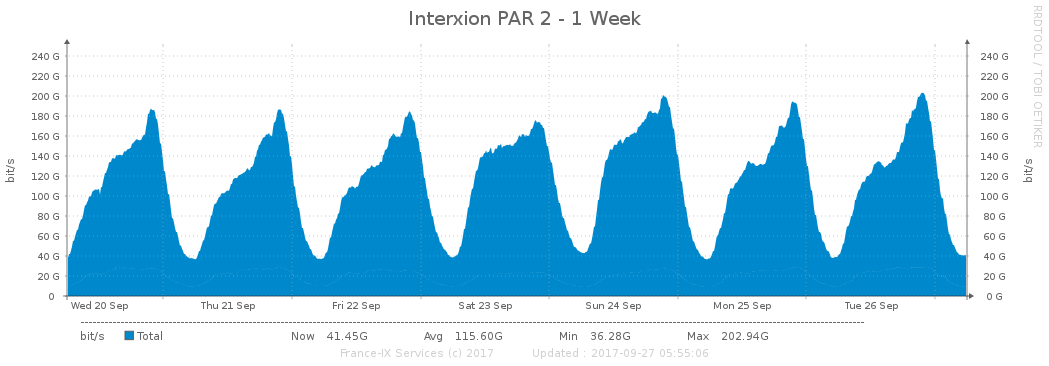 Interxion PAR 2 - 1 Week
RRDTOOL / TOBI OETIKER
240 G 240 G
220 G 220 G
200 G 200 G
180 G 180 G
160 G 160 G
140 G 140 G
120 G 120 G
100 G 100 G
80 G 80 G
60 G 60 G
40 G 40 G
20 G 20 G
0 0 G
bit/s bit/s
Wed 20 Sep Thu 21 Sep Fri 22 Sep Sat 23 Sep Sun 24 Sep Mon 25 Sep Tue 26 Sep
bit/s Total Now 41.45G Avg 115.60G Min 36.28G Max 202.94G
France-IX Services (c) 2017 Updated : 2017-09-27 05:55:06